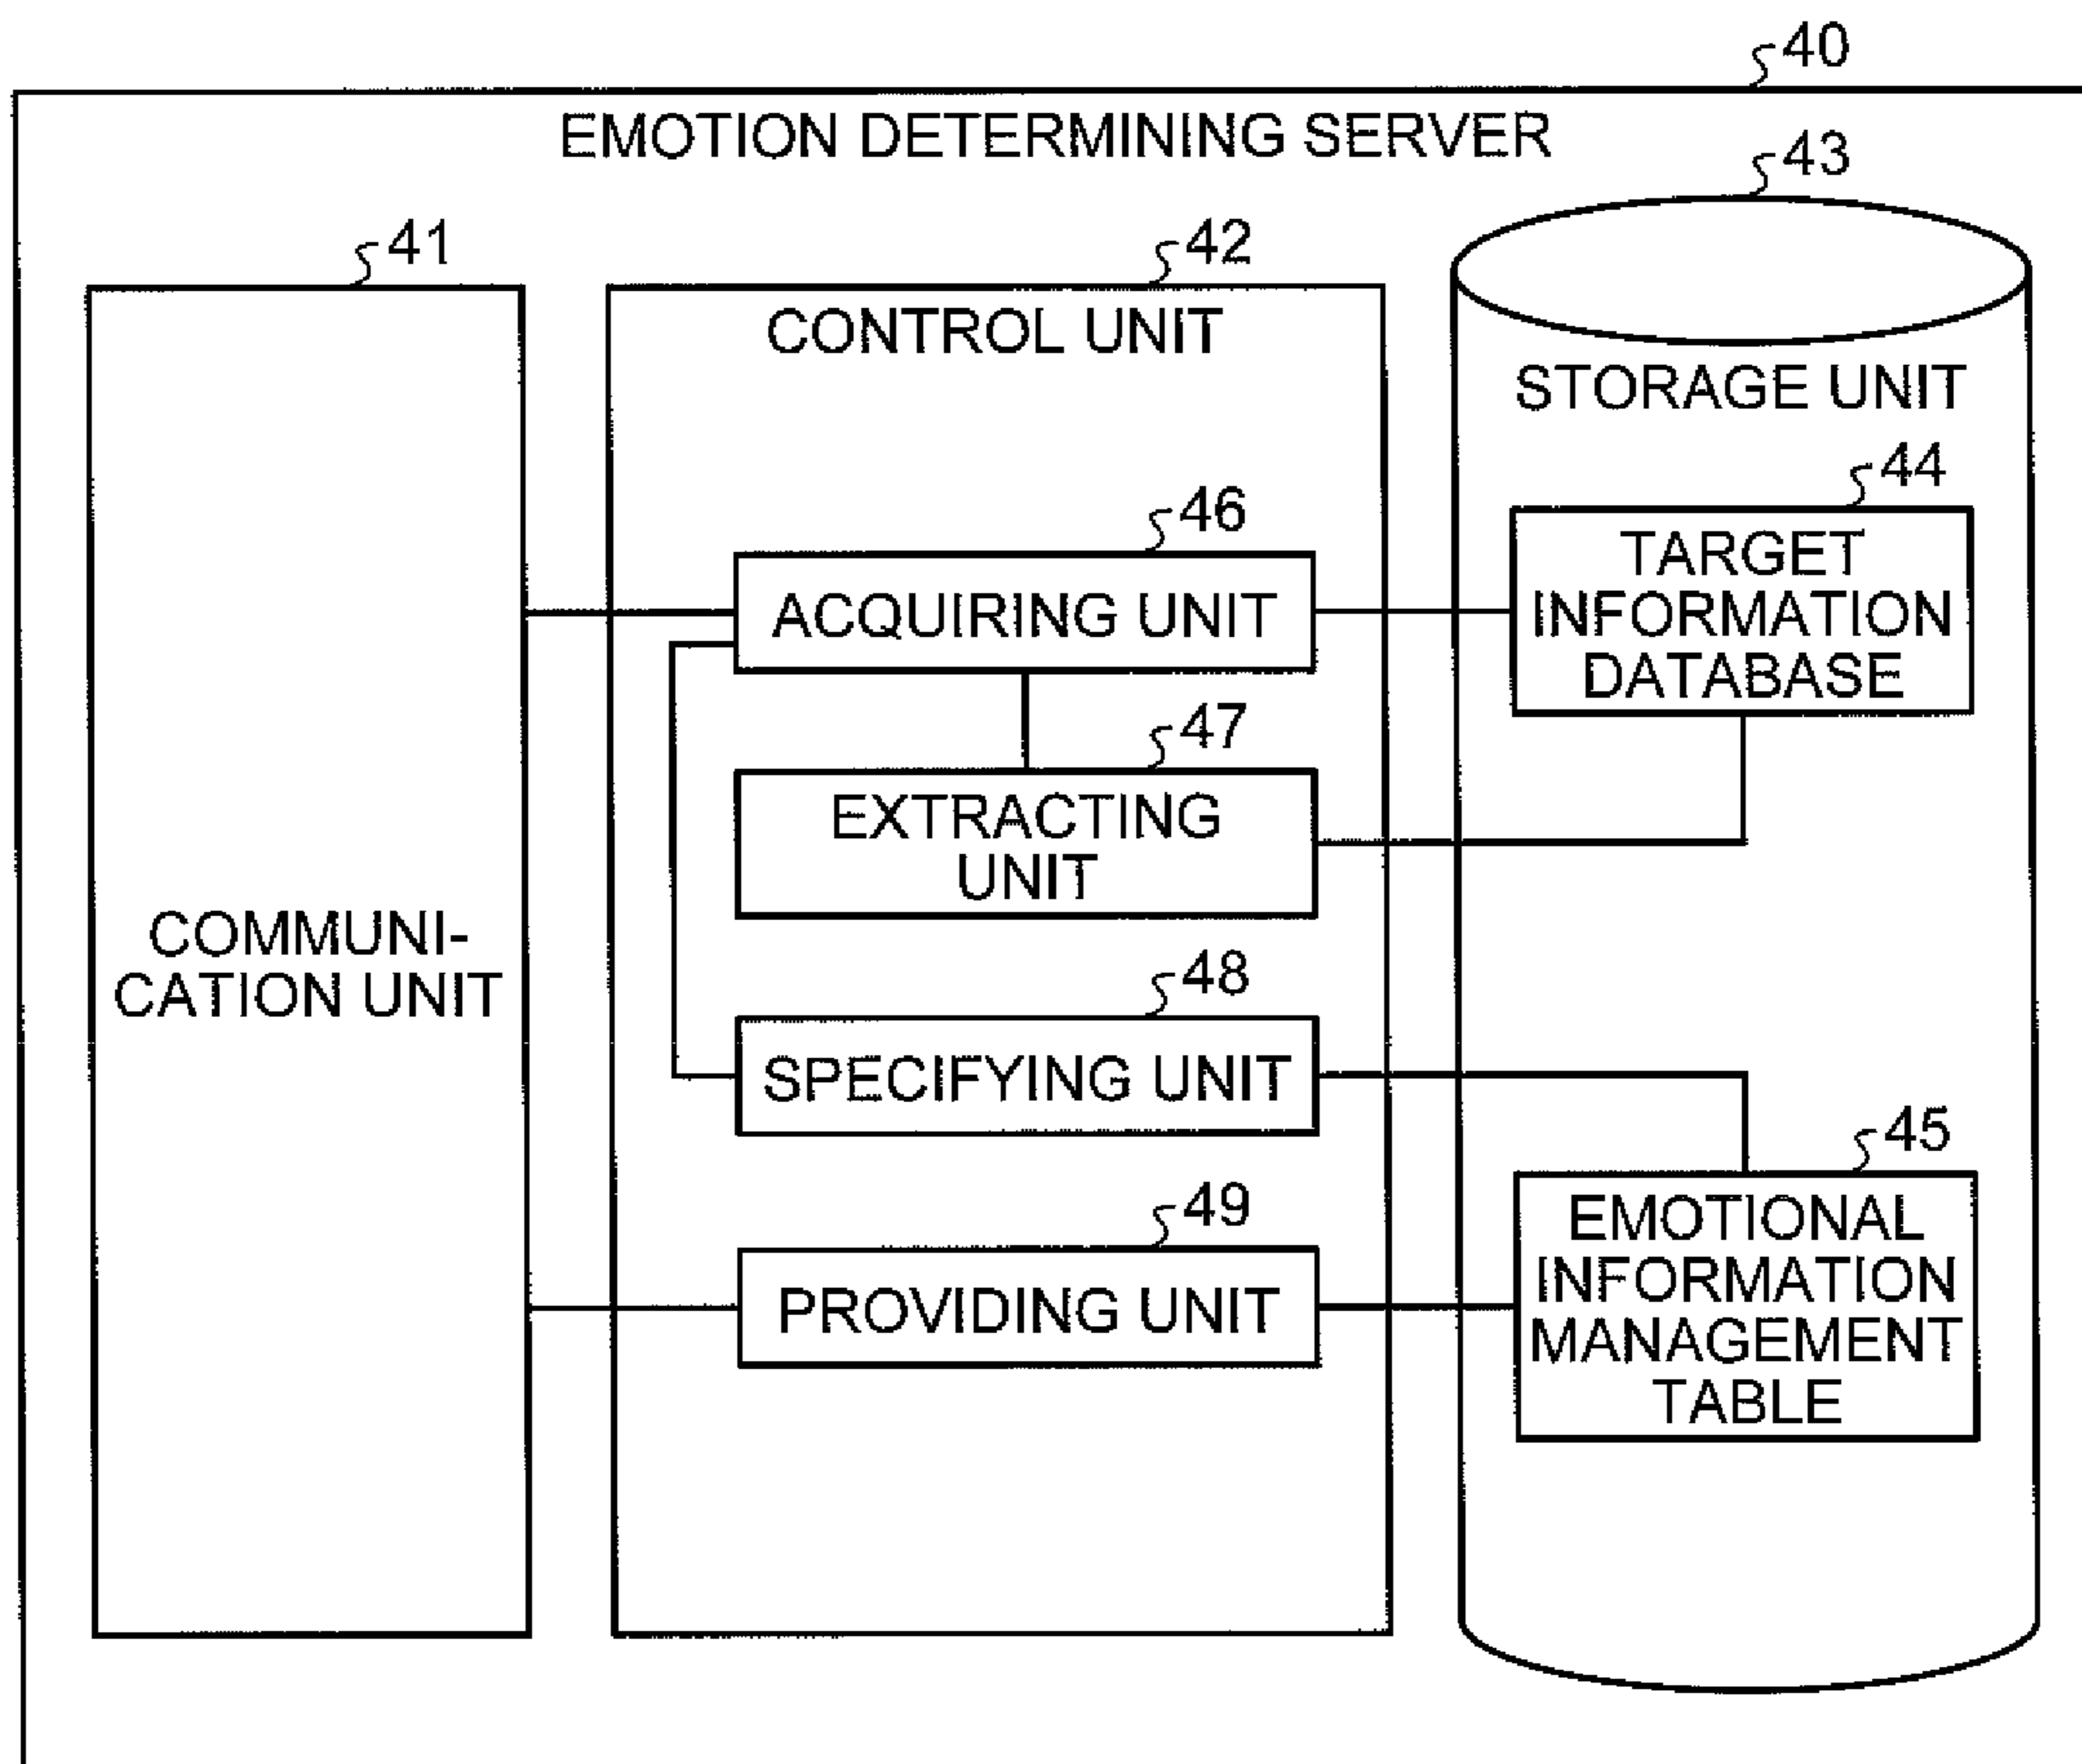 40
EMOTION DETERMINING SERVER
43
41
42
CONTROL UNIT
STORAGE UNIT
44
TARGET
INFORMATION
DATABASE
46
ACQUIRING UNIT
47
EXTRACTING
UNIT
COMMUNI-
CATION UNIT
48
SPECIFYING UNIT
45
EMOTIONAL
INFORMATION
MANAGEMENT
TABLE
49
PROVIDING UNIT